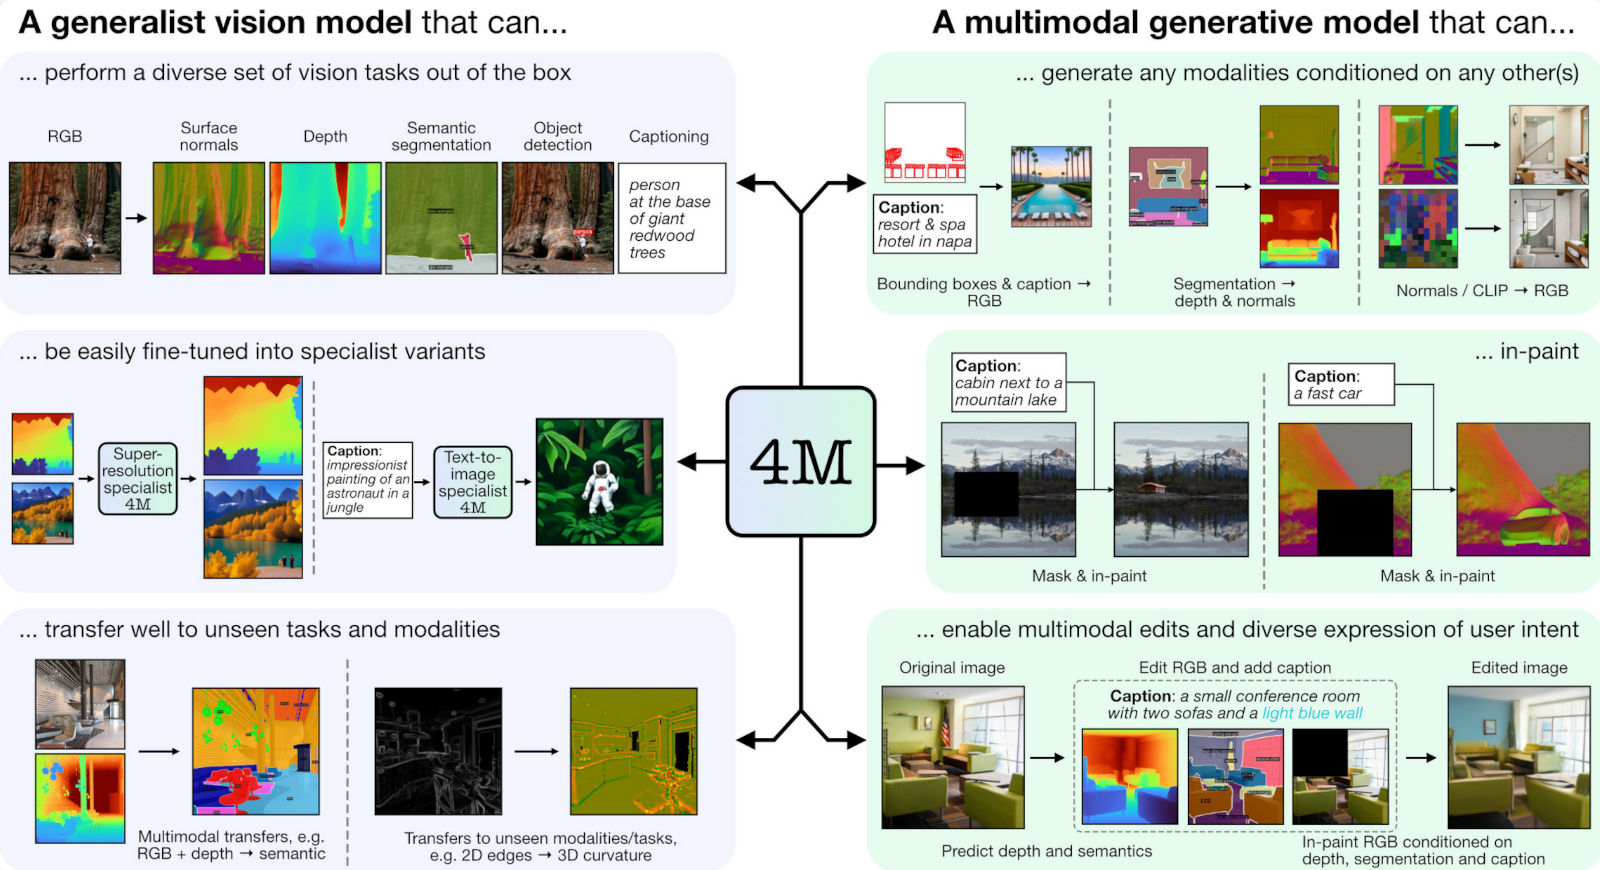 A generalist vision model that can...
... perform a diverse set of vision tasks out of the box
RGB
Surface
normals
Depth
Semantic
segmentation
Object
detection
Captioning
person
person
at the base
of giant
redwood
trees
... be easily fine-tuned into specialist variants
Super-
resolution
specialist
4M
Caption:
impressionist
painting of an
astronaut in a
jungle
Text-to-
image
specialist
4M
... transfer well to unseen tasks and modalities
Multimodal transfers, e.g.
RGB + depth → semantic
Transfers to unseen modalities/tasks,
e.g. 2D edges → 3D curvature
4M
A multimodal generative model that can...
... generate any modalities conditioned on any other(s)
Caption:
resort & spa
hotel in napa
Bounding boxes & caption →
RGB
Segmentation →
depth & normals
Normals / CLIP → RGB
... in-paint
Caption:
cabin next to a
mountain lake
Mask & in-paint
Caption:
a fast car
Mask & in-paint
... enable multimodal edits and diverse expression of user intent
Original image
Edit RGB and add caption
Edited image
Caption: a small conference room
with two sofas and a light blue wall
Predict depth and semantics
In-paint RGB conditioned on
depth, segmentation and caption